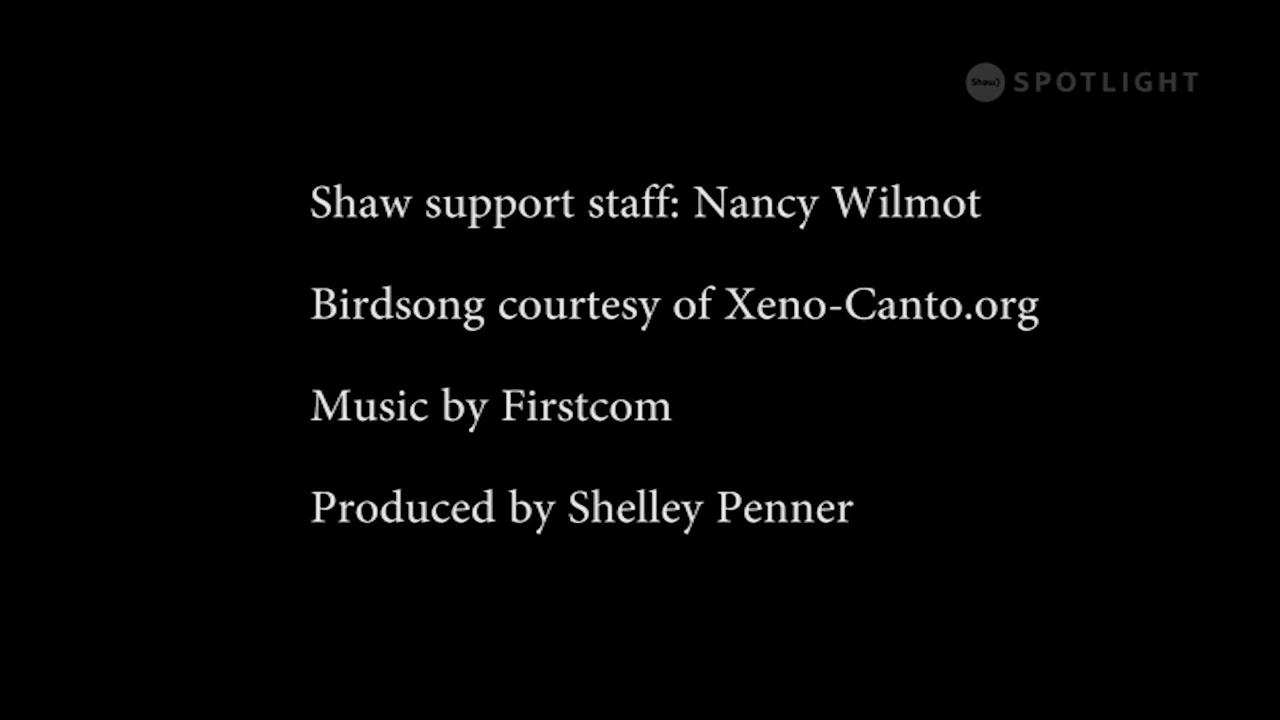 Shaw) SPOTLIGHT
Shaw support staff: Nancy Wilmot
Birdsong courtesy of Xeno-Canto.org
Music by Firstcom
Produced by Shelley Penner